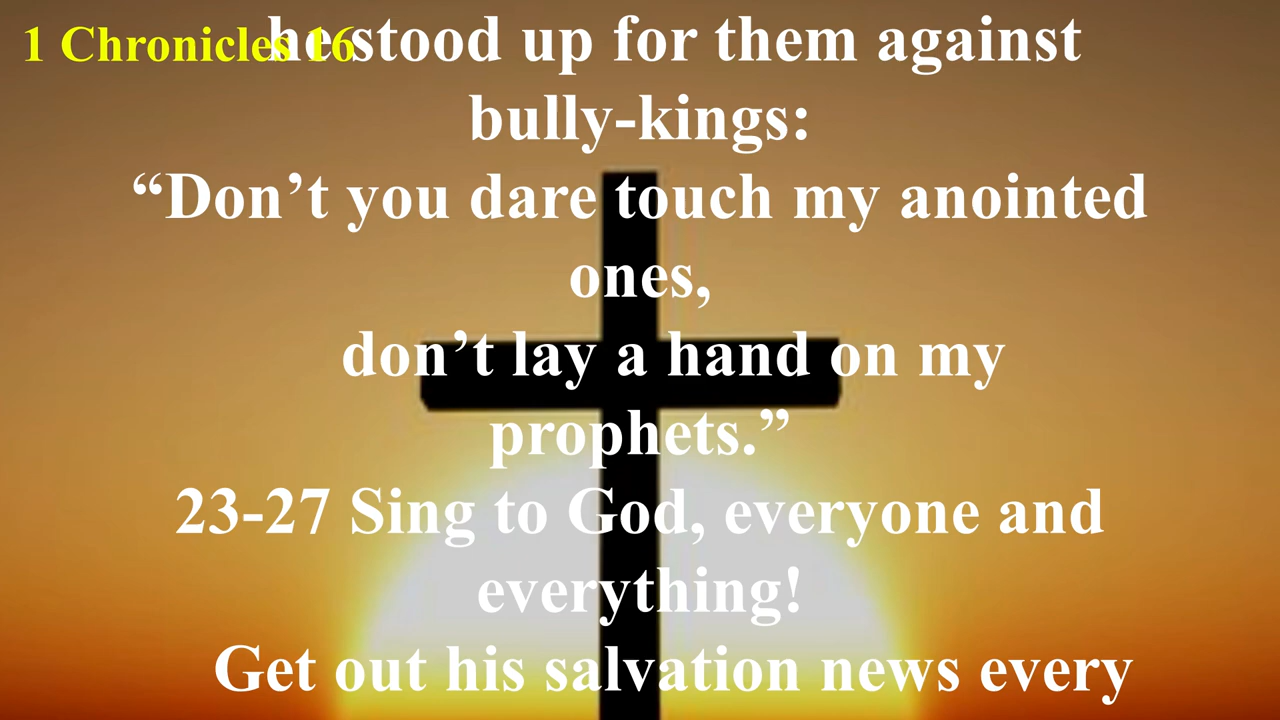 1 Chronicles 16
he stood up for them against
bully-kings:
“Don’t you dare touch my anointed
ones,
don’t lay a hand on my
prophets.”
23-27 Sing to God, everyone and
everything!
Get out his salvation news every